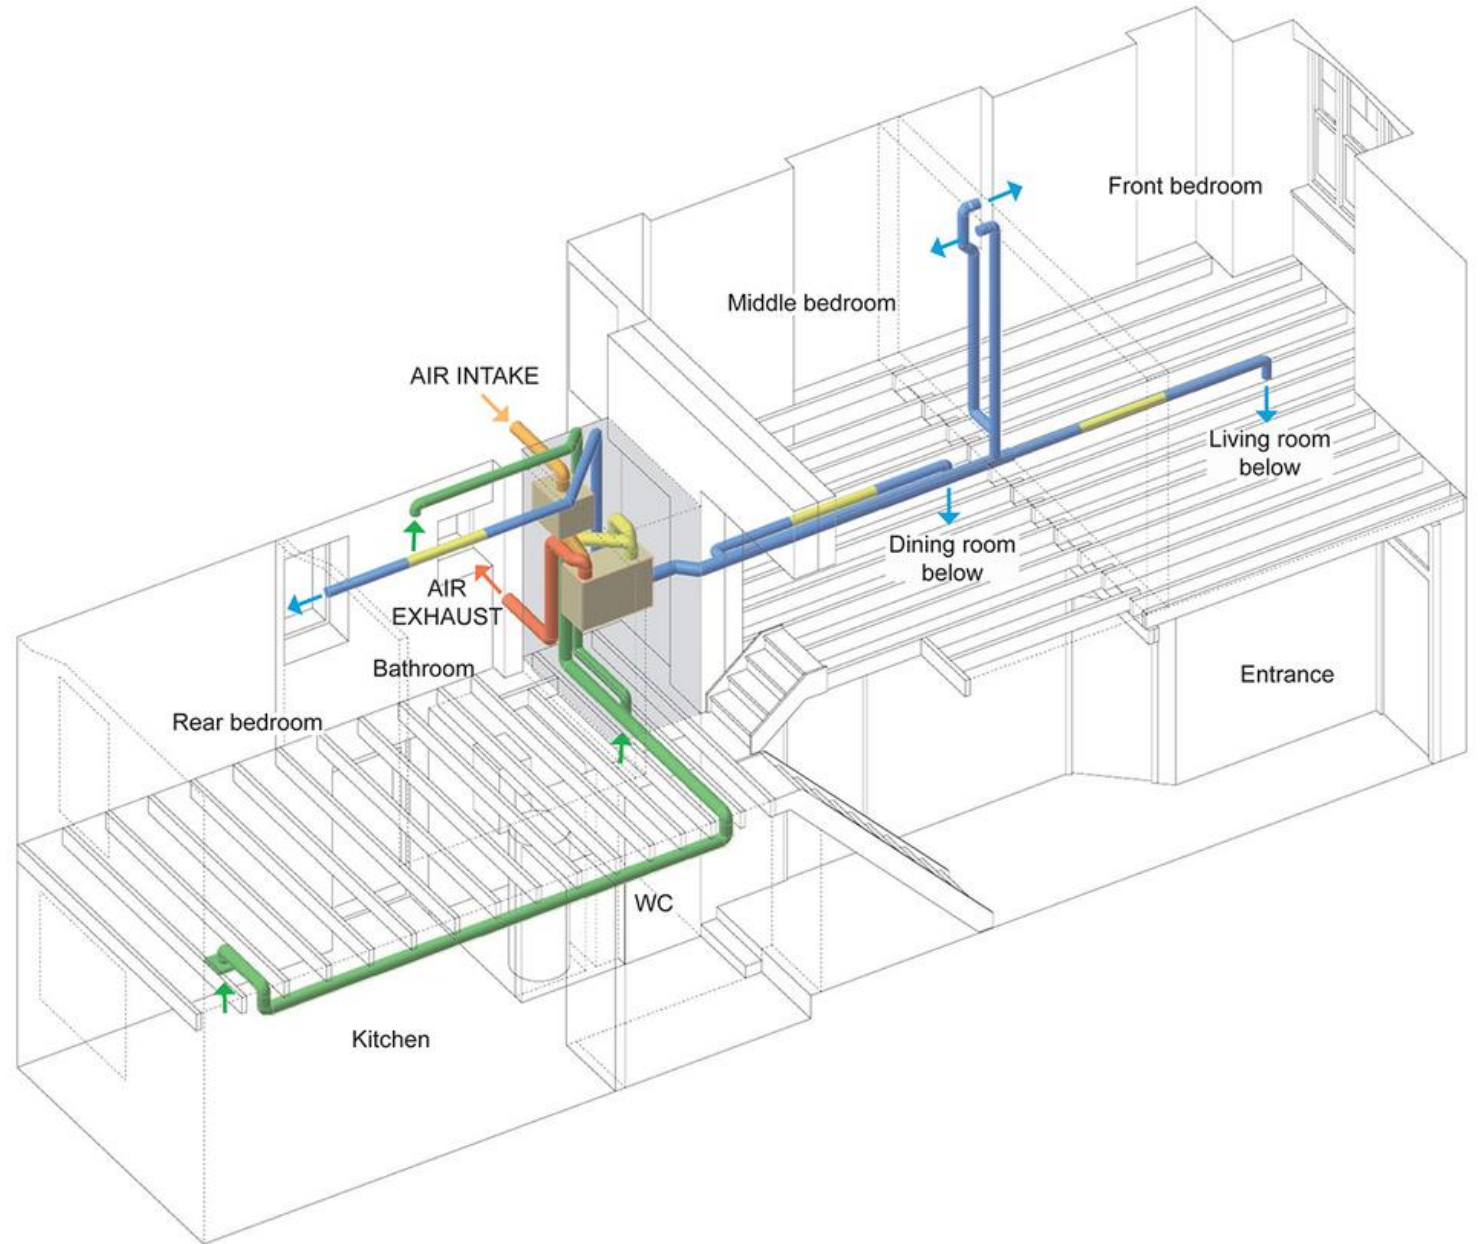 Front bedroom
Middle bedroom
AIR INTAKE
Living room
below
Dining room
below
AIR
EXHAUST
Bathroom
Entrance
Rear bedroom
WC
Kitchen